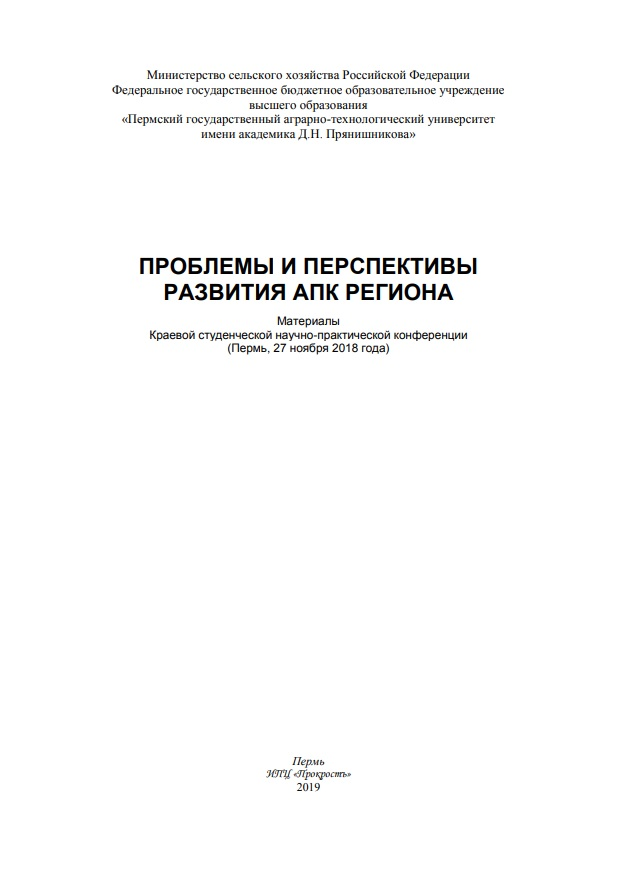 Министерство сельского хозяйства Российской Федерации
Федеральное государственное бюджетное образовательное учреждение
высшего образования
«Пермский государственный аграрно-технологический университет
имени академика Д.Н. Прянишникова»
ПРОБЛЕМЫ И ПЕРСПЕКТИВЫ
РАЗВИТИЯ АПК РЕГИОНА
Материалы
Краевой студенческой научно-практической конференции
(Пермь, 27 ноября 2018 года)
Пермь
ИПЦ «Прокростъ»
2019